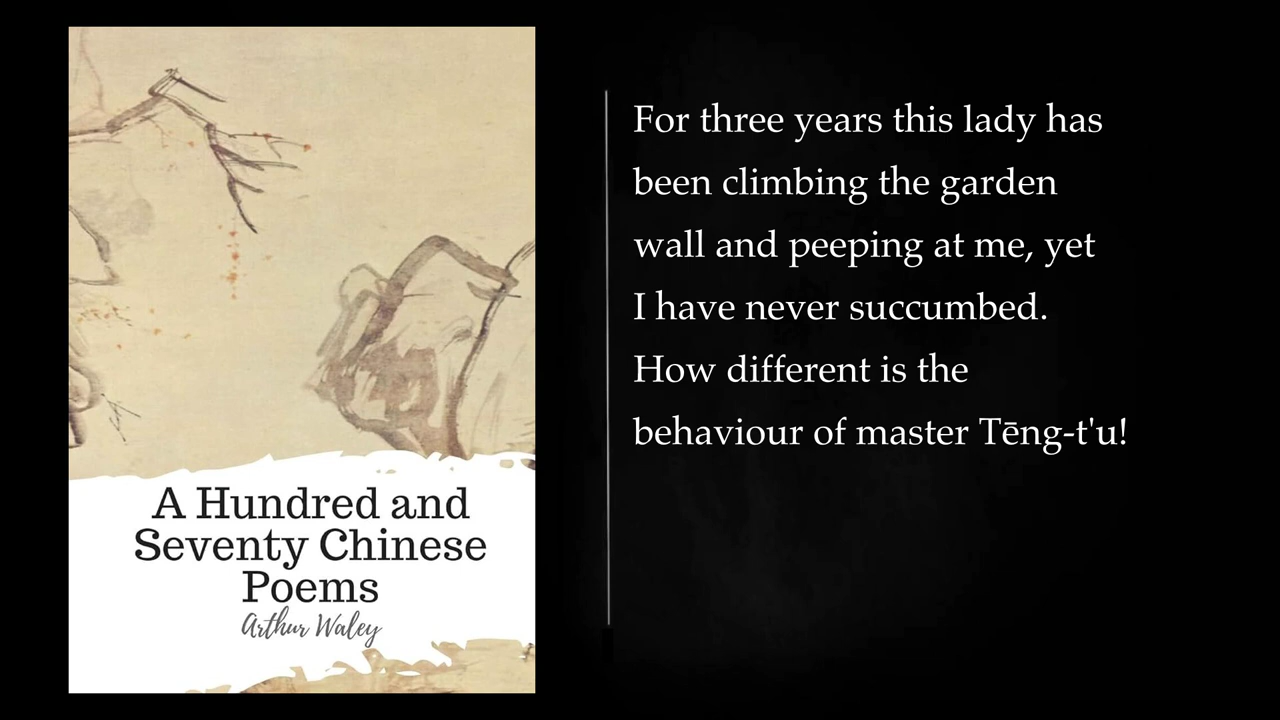 A Hundred and
Seventy Chinese
Poems
Arthur Waley
For three years this lady has
been climbing the garden
wall and peeping at me, yet
I have never succumbed.
How different is the
behaviour of master Tēng-t'u!